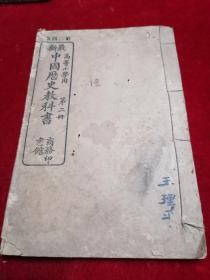 最新
高等小學用
中國歷史教科書
第二冊
商務印
書館
王理